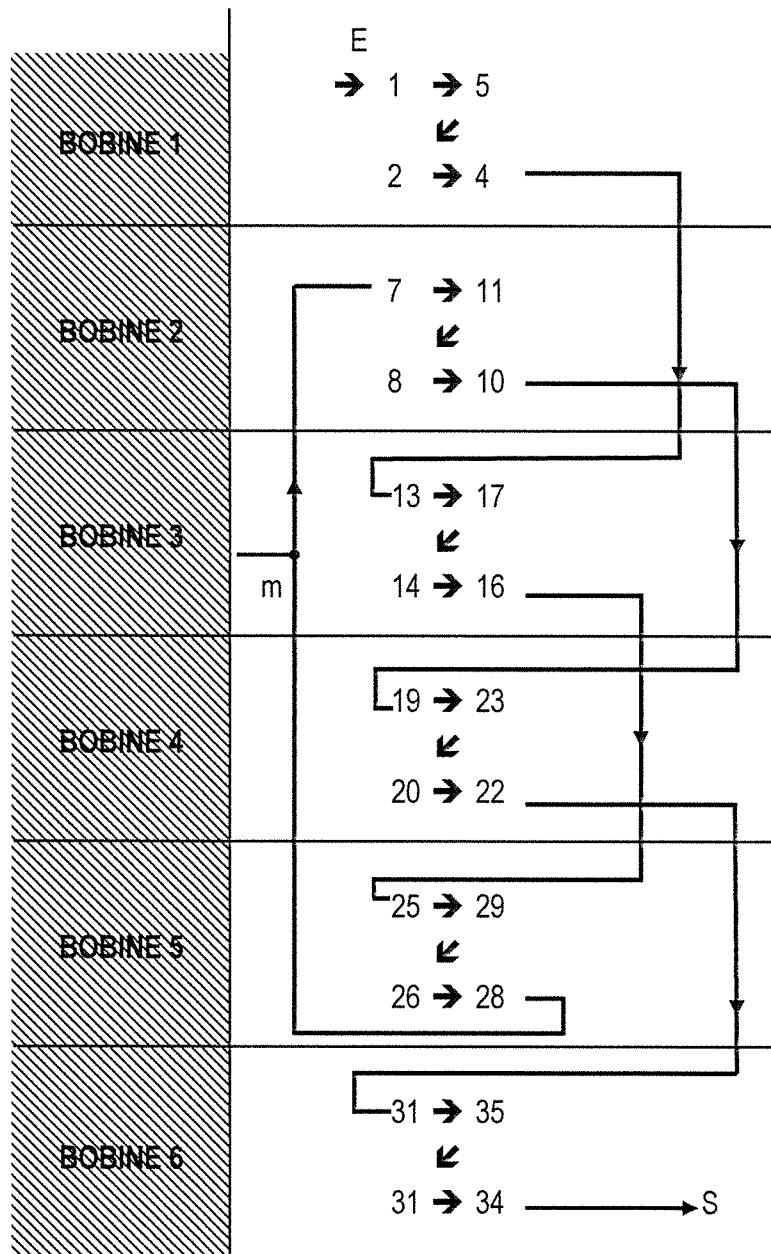 E
→ 1 → 5
↙
BOBINE 1
2 → 4
7 → 11
↙
BOBINE 2
8 → 10
13 → 17
↙
BOBINE 3
m
14 → 16
19 → 23
↙
BOBINE 4
20 → 22
25 → 29
↙
BOBINE 5
26 → 28
31 → 35
↙
BOBINE 6
31 → 34 → S